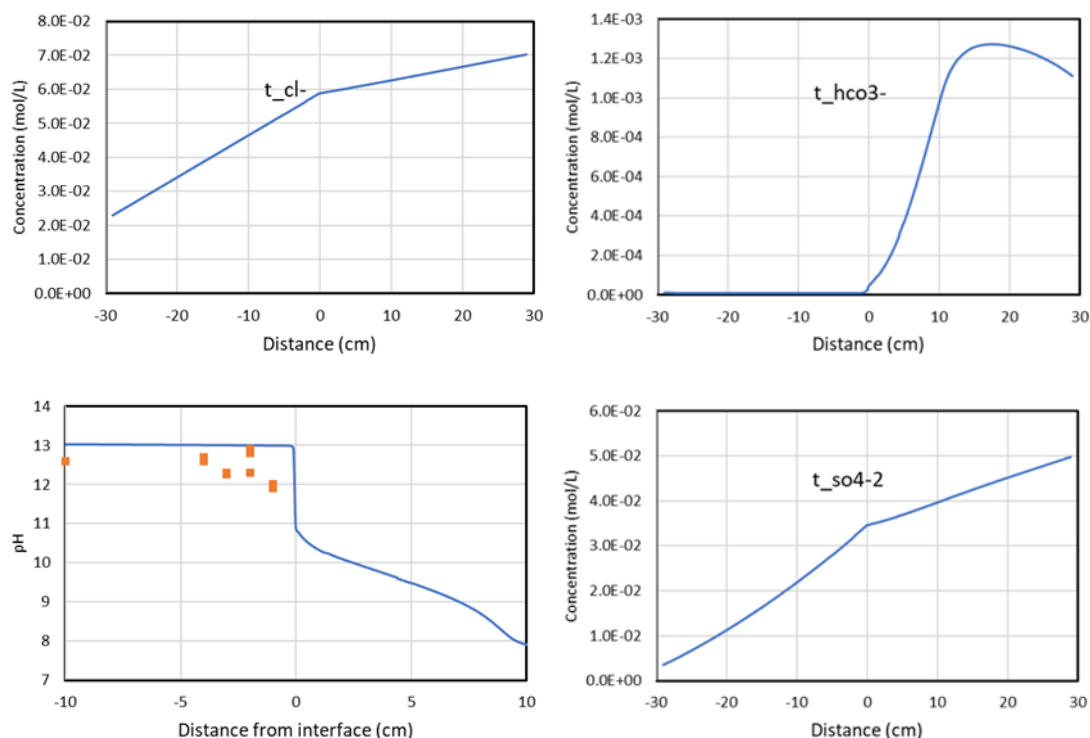 8.0E-02
7.0E-02
6.0E-02
5.0E-02
4.0E-02
3.0E-02
2.0E-02
1.0E-02
0.0E+00
Concentration (mol/L)
t_cl-
-30 -20 -10 0 10 20 30
Distance (cm)
1.4E-03
1.2E-03
1.0E-03
8.0E-04
6.0E-04
4.0E-04
2.0E-04
0.0E+00
Concentration (mol/L)
t_hco3-
-30 -20 -10 0 10 20 30
Distance (cm)
14
13
12
11
10
9
8
7
pH
-10 -5 0 5 10
Distance from interface (cm)
6.0E-02
5.0E-02
4.0E-02
3.0E-02
2.0E-02
1.0E-02
0.0E+00
Concentration (mol/L)
t_so4-2
-30 -20 -10 0 10 20 30
Distance (cm)